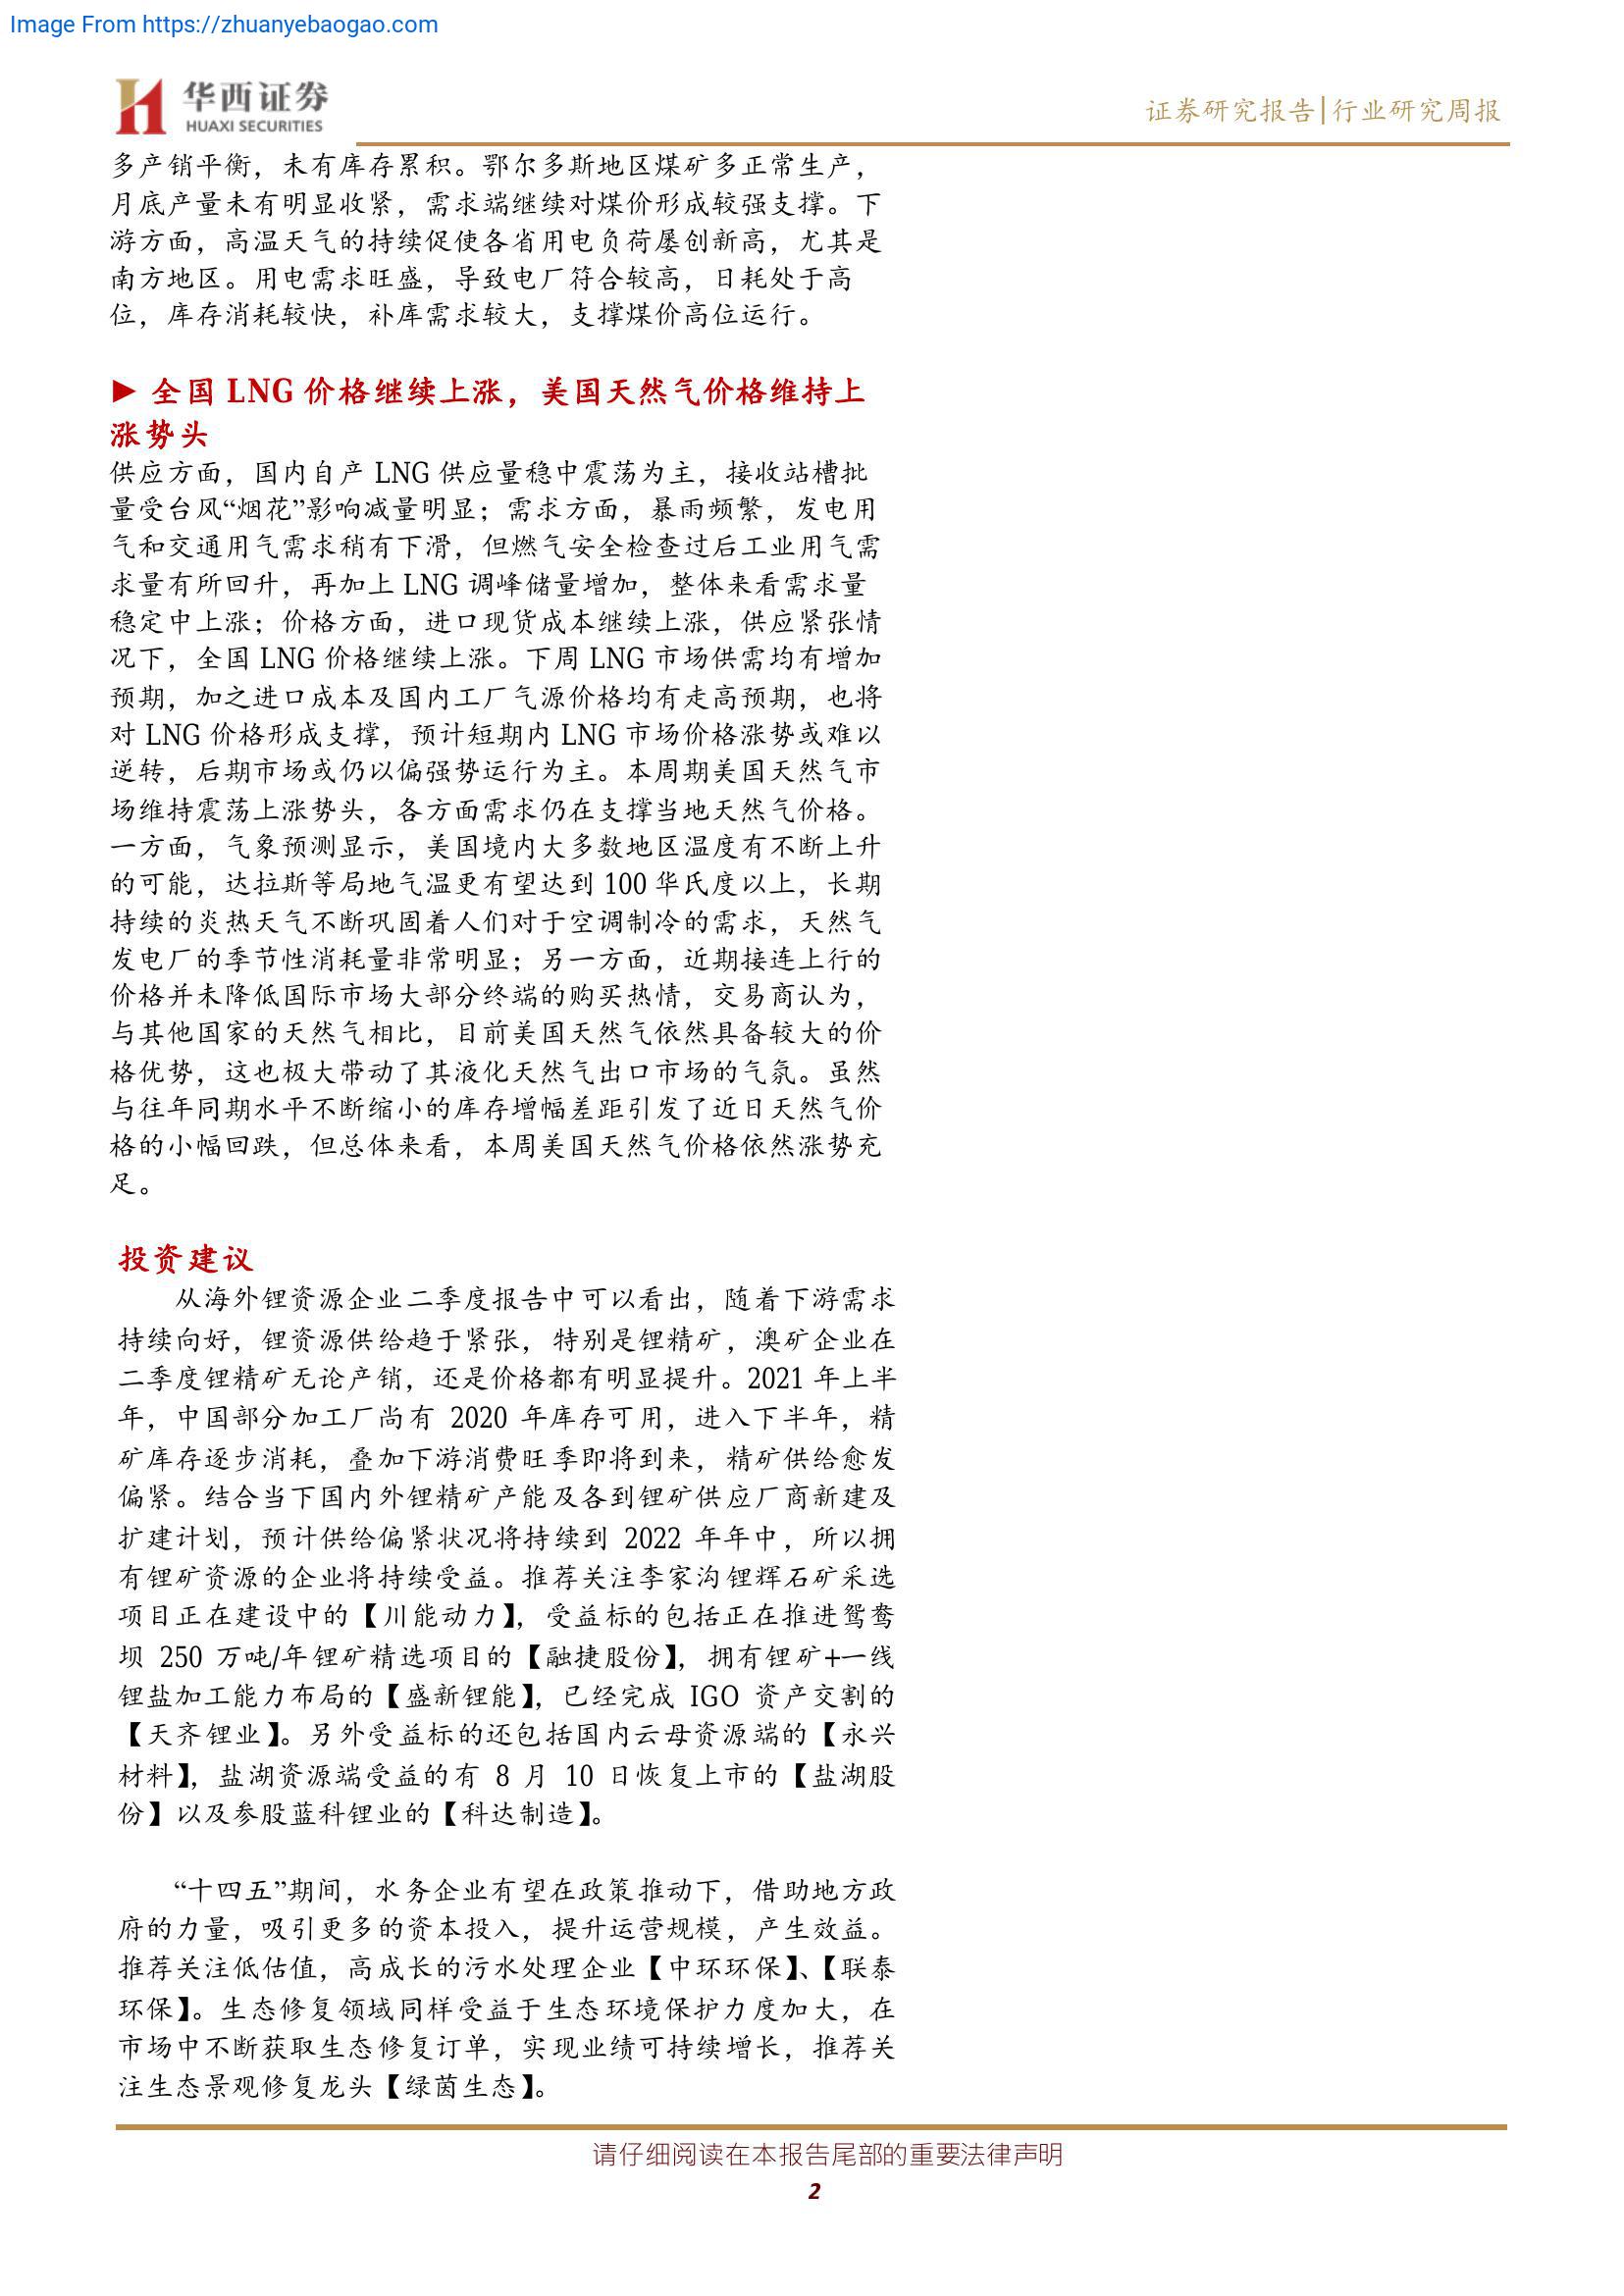 Image From https://zhuanyebaogao.com
华西证券
HUAXI SECURITIES
证券研究报告|行业研究周报
多产销平衡，未有库存累积。鄂尔多斯地区煤矿多正常生产，
月底产量未有明显收紧，需求端继续对煤价形成较强支撑。下
游方面，高温天气的持续促使各省用电负荷屡创新高，尤其是
南方地区。用电需求旺盛，导致电厂符合较高，日耗处于高
位，库存消耗较快，补库需求较大，支撑煤价高位运行。
► 全国 LNG 价格继续上涨，美国天然气价格维持上
涨势头
供应方面，国内自产 LNG 供应量稳中震荡为主，接收站槽批
量受台风“烟花”影响减量明显；需求方面，暴雨频繁，发电用
气和交通用气需求稍有下滑，但燃气安全检查过后工业用气需
求量有所回升，再加上 LNG 调峰储量增加，整体来看需求量
稳定中上涨；价格方面，进口现货成本继续上涨，供应紧张情
况下，全国 LNG 价格继续上涨。下周 LNG 市场供需均有增加
预期，加之进口成本及国内工厂气源价格均有走高预期，也将
对 LNG 价格形成支撑，预计短期内 LNG 市场价格涨势或难以
逆转，后期市场或仍以偏强势运行为主。本周期美国天然气市
场维持震荡上涨势头，各方面需求仍在支撑当地天然气价格。
一方面，气象预测显示，美国境内大多数地区温度有不断上升
的可能，达拉斯等局地气温更有望达到 100 华氏度以上，长期
持续的炎热天气不断巩固着人们对于空调制冷的需求，天然气
发电厂的季节性消耗量非常明显；另一方面，近期接连上行的
价格并未降低国际市场大部分终端的购买热情，交易商认为，
与其他国家的天然气相比，目前美国天然气依然具备较大的价
格优势，这也极大带动了其液化天然气出口市场的气氛。虽然
与往年同期水平不断缩小的库存增幅差距引发了近日天然气价
格的小幅回跌，但总体来看，本周美国天然气价格依然涨势充
足。
投资建议
从海外锂资源企业二季度报告中可以看出，随着下游需求
持续向好，锂资源供给趋于紧张，特别是锂精矿，澳矿企业在
二季度锂精矿无论产销，还是价格都有明显提升。2021 年上半
年，中国部分加工厂尚有 2020 年库存可用，进入下半年，精
矿库存逐步消耗，叠加下游消费旺季即将到来，精矿供给愈发
偏紧。结合当下国内外锂精矿产能及各到锂矿供应厂商新建及
扩建计划，预计供给偏紧状况将持续到 2022 年年中，所以拥
有锂矿资源的企业将持续受益。推荐关注李家沟锂辉石矿采选
项目正在建设中的【川能动力】，受益标的包括正在推进鸳鸯
坝 250 万吨/年锂矿精选项目的【融捷股份】，拥有锂矿+一线
锂盐加工能力布局的【盛新锂能】，已经完成 IGO 资产交割的
【天齐锂业】。另外受益标的还包括国内云母资源端的【永兴
材料】，盐湖资源端受益的有 8 月 10 日恢复上市的【盐湖股
份】以及参股蓝科锂业的【科达制造】。
“十四五”期间，水务企业有望在政策推动下，借助地方政
府的力量，吸引更多的资本投入，提升运营规模，产生效益。
推荐关注低估值，高成长的污水处理企业【中环环保】、【联泰
环保】。生态修复领域同样受益于生态环境保护力度加大，在
市场中不断获取生态修复订单，实现业绩可持续增长，推荐关
注生态景观修复龙头【绿茵生态】。
请仔细阅读在本报告尾部的重要法律声明
2